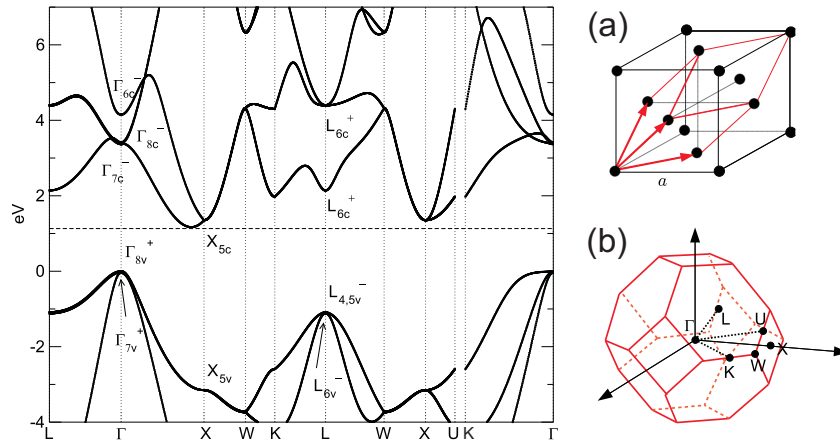 6
4
2
0
-2
-4
eV
Γ6c⁻
Γ8c⁻
Γ7c⁻
L6c⁺
L6c⁺
X5c
Γ8v⁺
Γ7v⁺
X5v
L4,5v⁻
L6v⁻
L Γ X W K L W X U K Γ
(a)
a
(b)
Γ
L
U
X
W
K